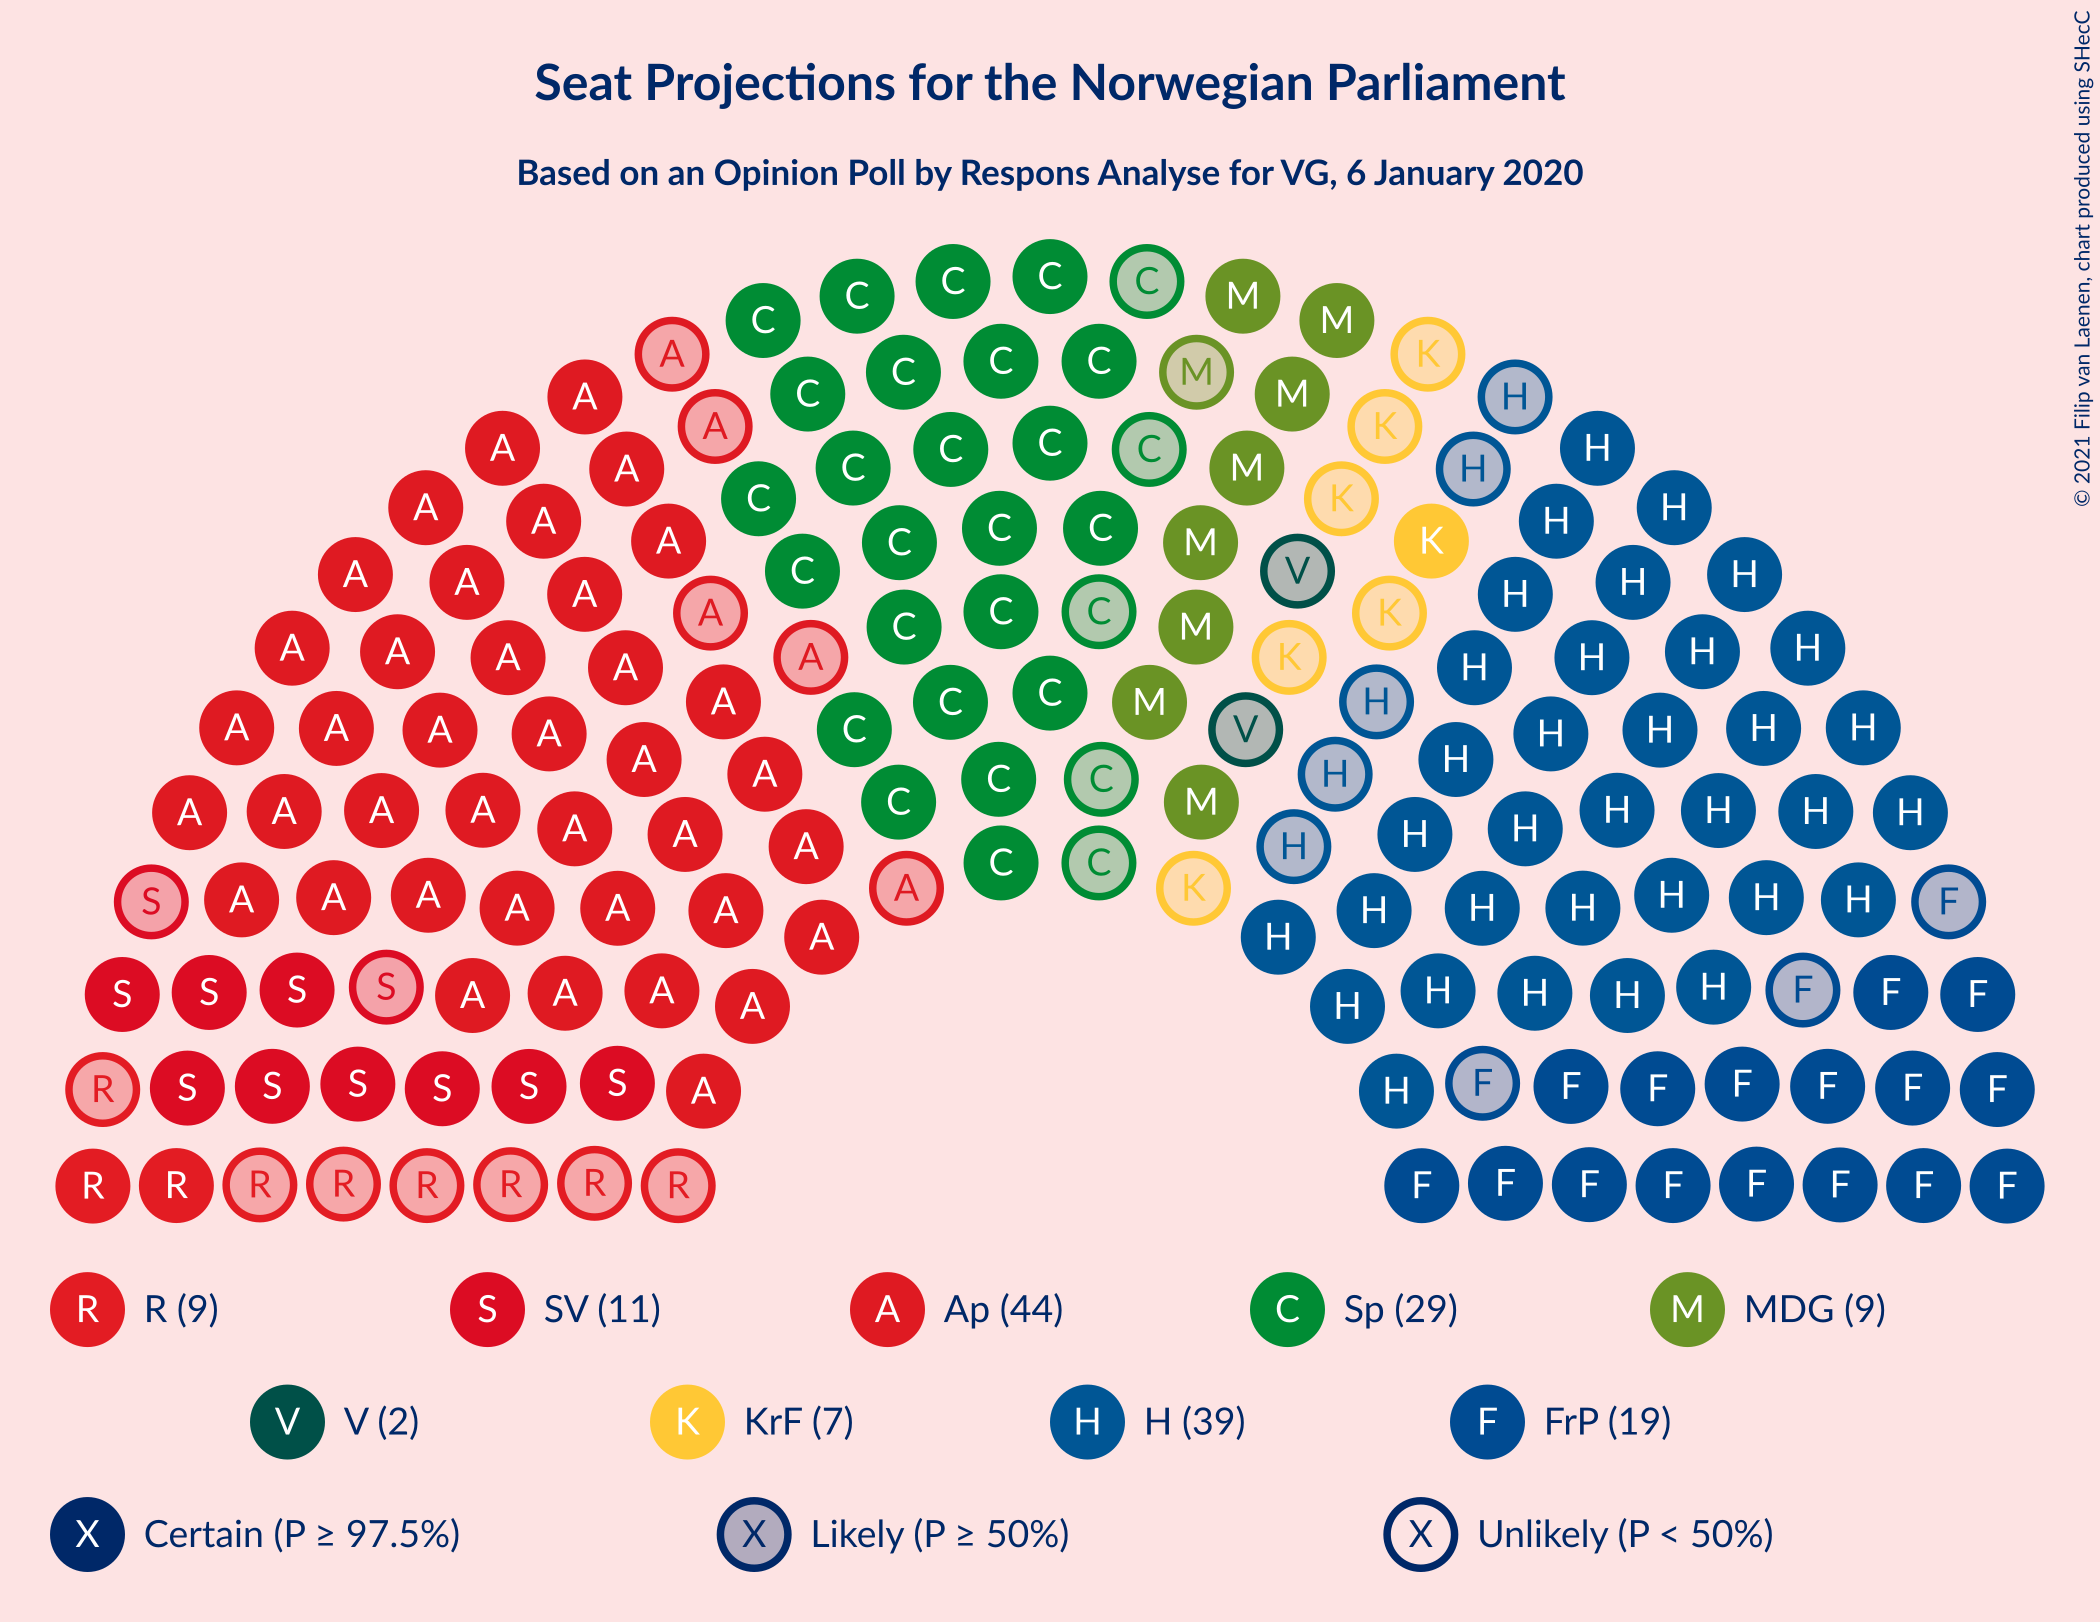 © 2021 Filip van Laenen, chart produced using SHecC
Seat Projections for the Norwegian Parliament
Based on an Opinion Poll by Respons Analyse for VG, 6 January 2020
C C C C M
C M
A C C C M K
A C M H
A A C C C K H
A C M H
A A C K H H
A C C C M K
A A A C V H H H
A C C C M K
A A A A A K H H H H
A C C M H
A A A A C V H H H H
A A C C H H
A A A A C M H H H H
A A A H H H
C C
S A A A A A A A K H H H H H H F
A H
S S S S A A A A H H H H H F F F
R S S S S S S A H F F F F F F F
R R R R R R R R F F F F F F F F
R R (9) S SV (11) A Ap (44) C Sp (29) M MDG (9)
V V (2) K KrF (7) H H (39) F FrP (19)
X Certain (P ≥ 97.5%) X Likely (P ≥ 50%) X Unlikely (P < 50%)